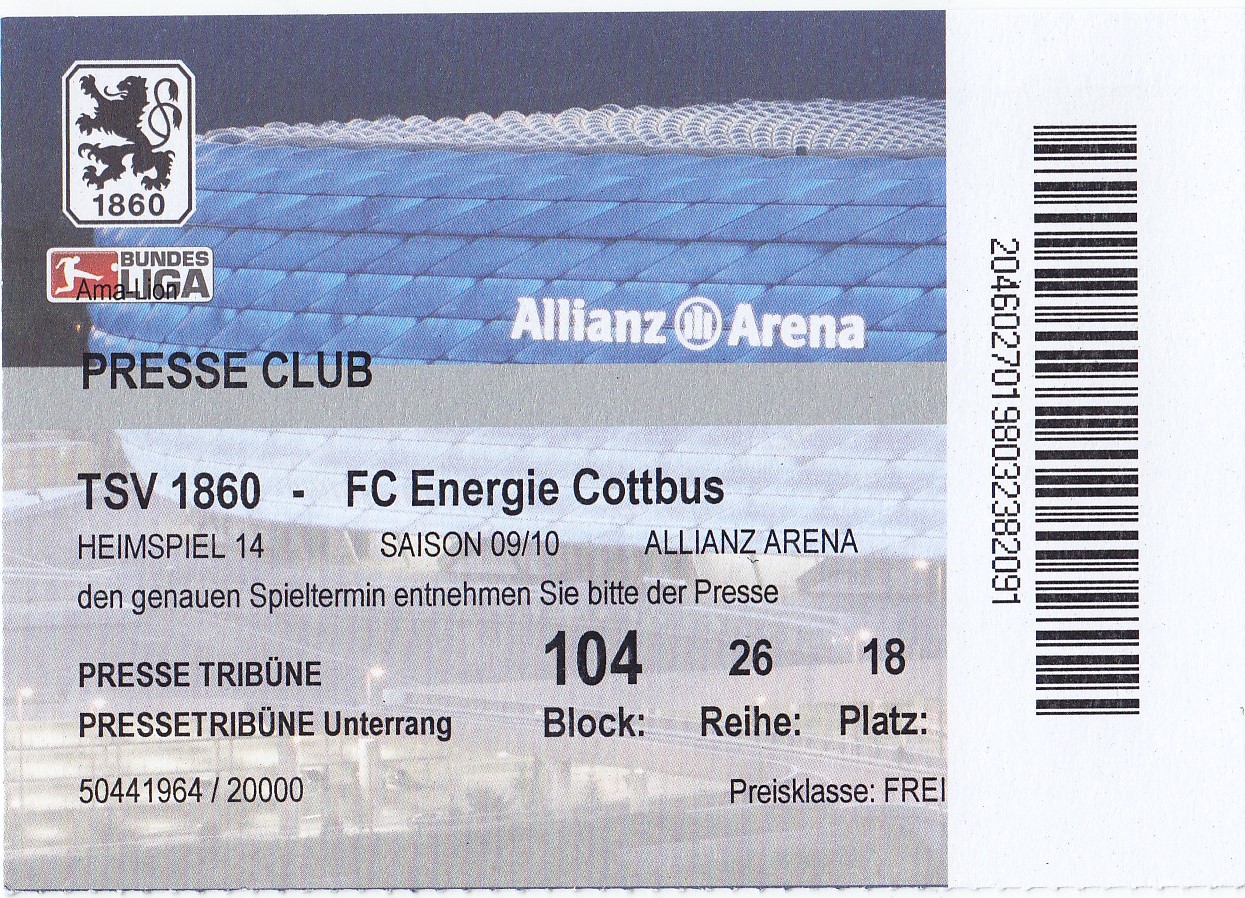 1860
BUNDES
LIGA
Ama-Lion
Allianz Arena
PRESSE CLUB
TSV 1860 - FC Energie Cottbus
HEIMSPIEL 14 SAISON 09/10 ALLIANZ ARENA
den genauen Spieltermin entnehmen Sie bitte der Presse
104 26 18
PRESSE TRIBÜNE
PRESSETRIBÜNE Unterrang Block: Reihe: Platz:
50441964 / 20000 Preisklasse: FREI
20460270198032382091